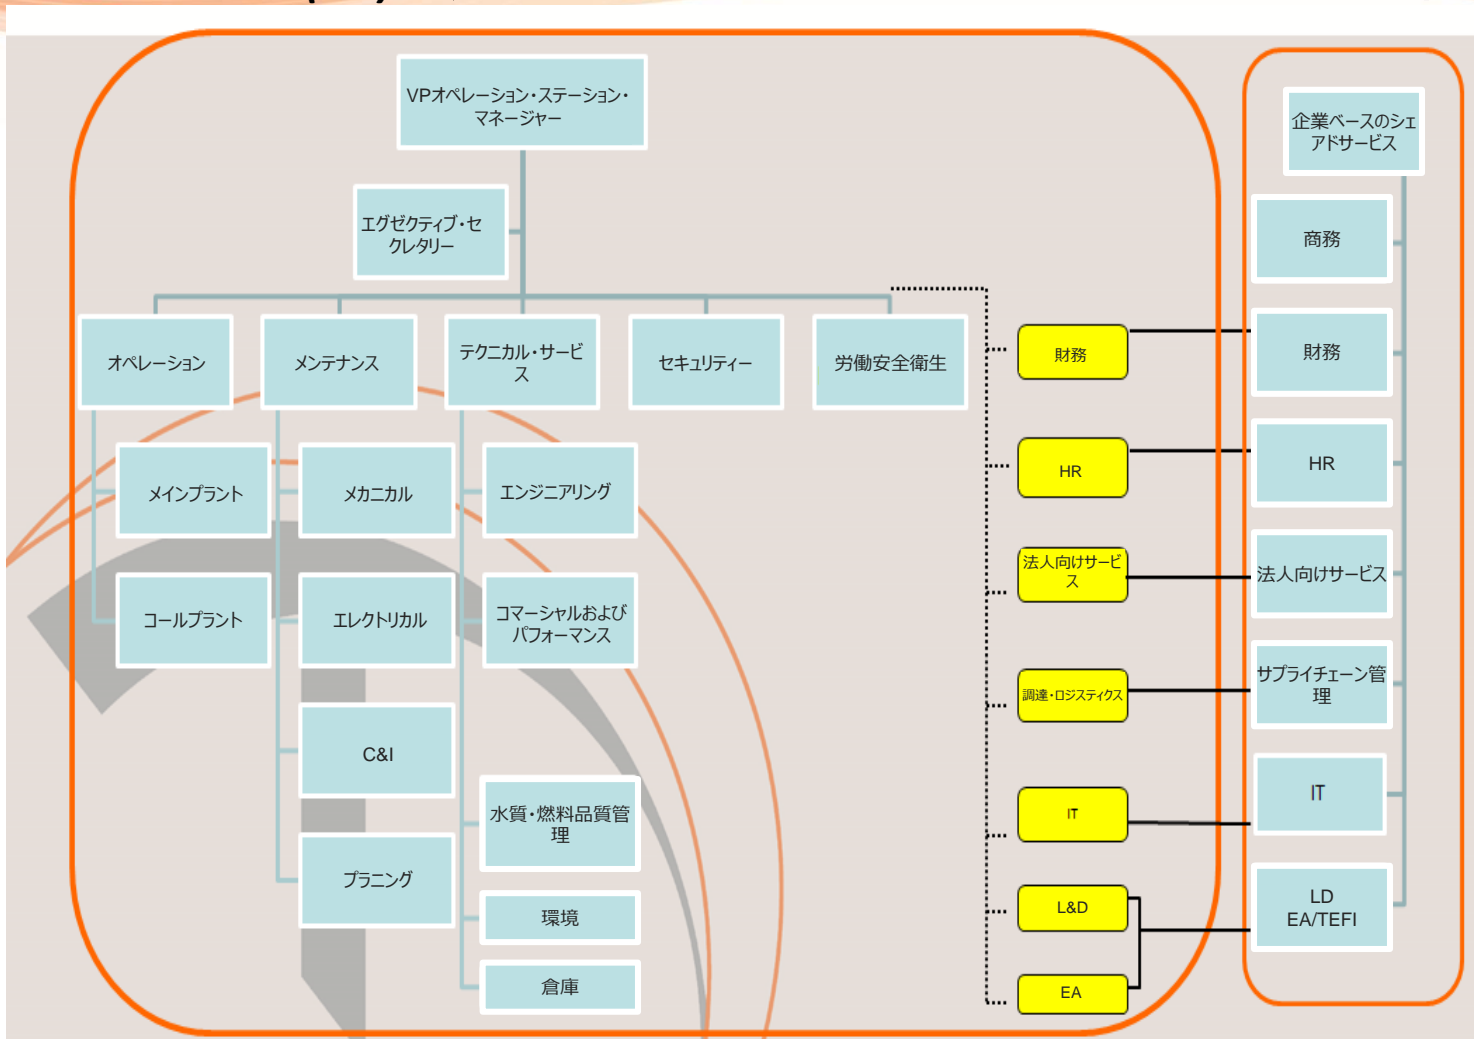 VPオペレーション・ステーション・
マネージャー
企業ベースのシェ
アドサービス
エグゼクティブ・セ
クレタリー
商務
オペレーション
メンテナンス
テクニカル・サービ
ス
セキュリティー
労働安全衛生
財務
財務
メインプラント
メカニカル
エンジニアリング
HR
HR
コールプラント
エレクトリカル
コマーシャルおよび
パフォーマンス
法人向けサービ
ス
法人向けサービス
C&I
調達・ロジスティクス
サプライチェーン管
理
水質・燃料品質管
理
IT
IT
プラニング
環境
L&D
LD
EA/TEFI
倉庫
EA